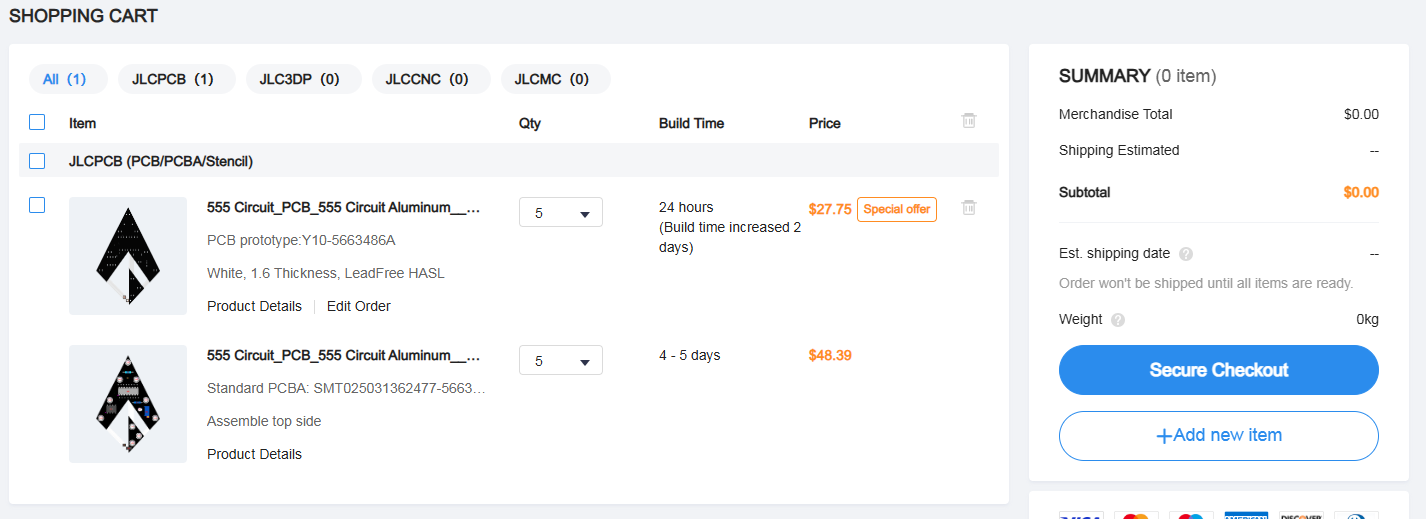 SHOPPING CART
All (1) JLCPCB (1) JLC3DP (0) JLCCNC (0) JLCMC (0)
Item Qty Build Time Price
JLCPCB (PCB/PCBA/Stencil)
555 Circuit_PCB_555 Circuit Aluminum__...
PCB prototype:Y10-5663486A
White, 1.6 Thickness, LeadFree HASL
Product Details Edit Order
5
24 hours
(Build time increased 2
days)
$27.75 Special offer
555 Circuit_PCB_555 Circuit Aluminum__...
Standard PCBA: SMT025031362477-5663...
Assemble top side
Product Details
5
4 - 5 days
$48.39
SUMMARY (0 item)
Merchandise Total $0.00
Shipping Estimated --
Subtotal $0.00
Est. shipping date ? --
Order won't be shipped until all items are ready.
Weight ? 0kg
Secure Checkout
+Add new item
VISA AMERICAN DISCOVER